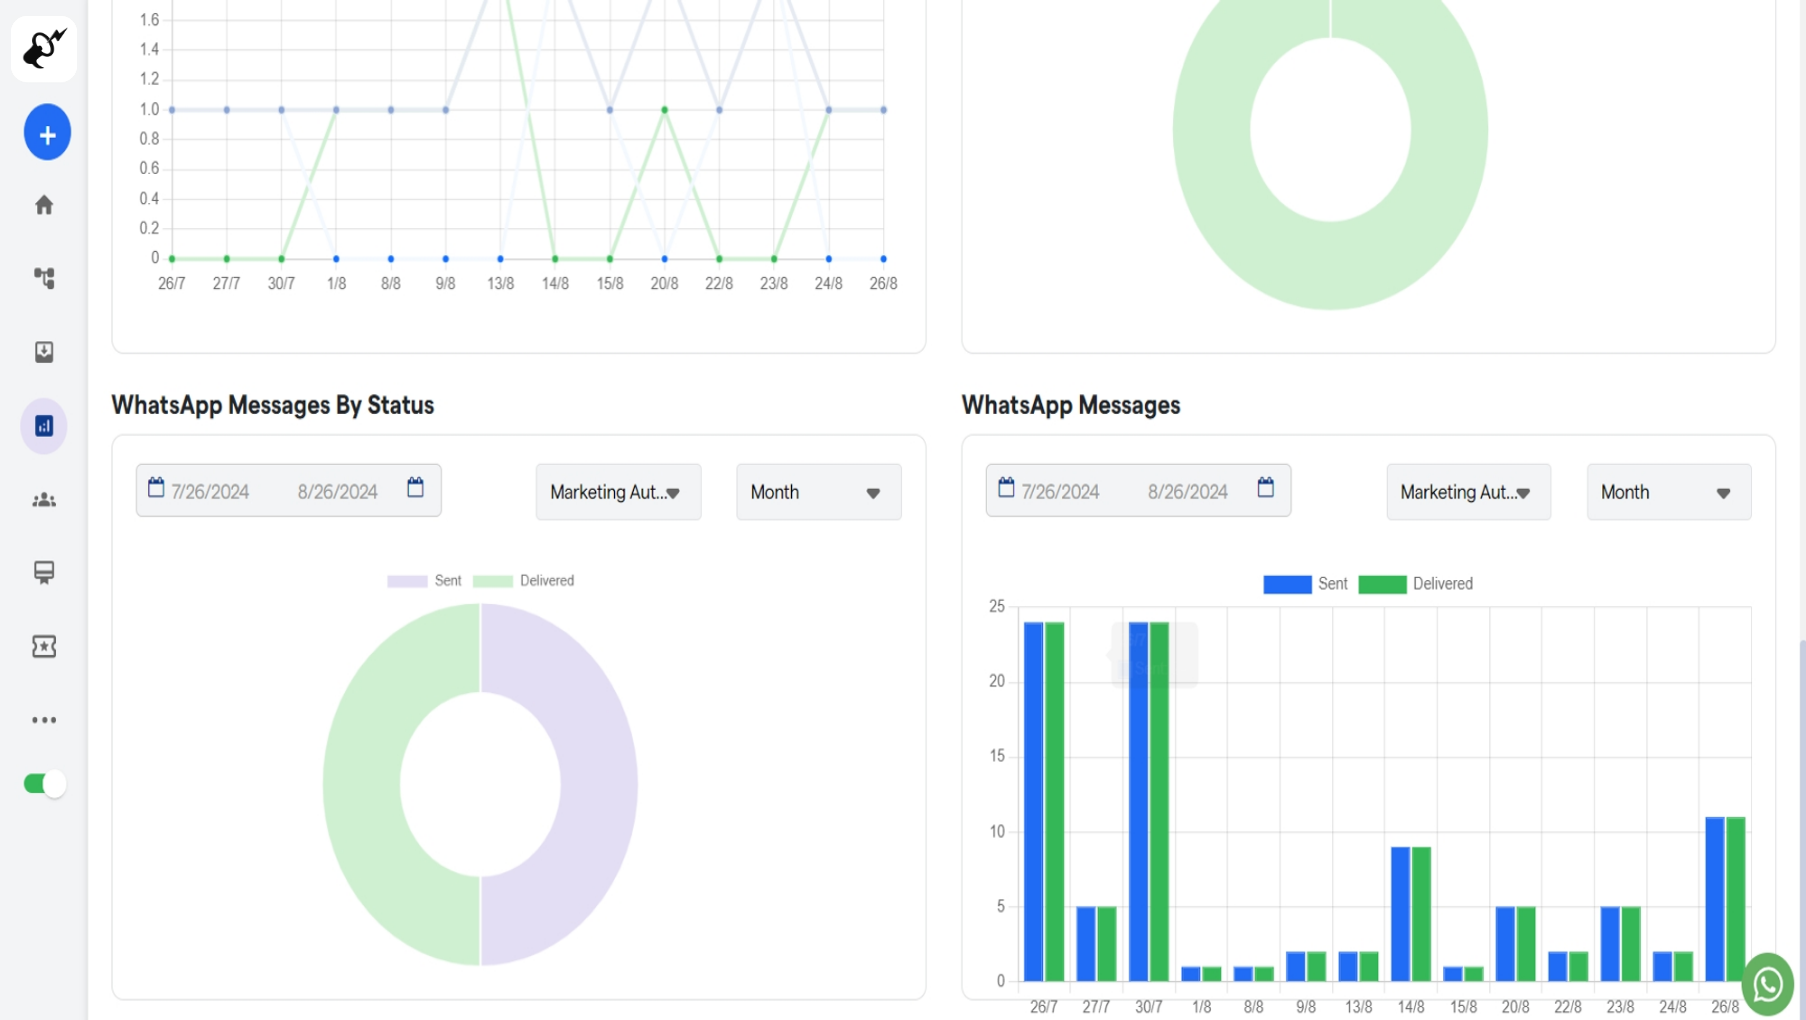 1.6
1.4
1.2
1.0
0.8
0.6
0.4
0.2
0
26/7 27/7 30/7 1/8 8/8 9/8 13/8 14/8 15/8 20/8 22/8 23/8 24/8 26/8
WhatsApp Messages By Status
7/26/2024 8/26/2024 Marketing Aut... Month
Sent Delivered
WhatsApp Messages
7/26/2024 8/26/2024 Marketing Aut... Month
Sent Delivered
25
20
15
10
5
0
26/7 27/7 30/7 1/8 8/8 9/8 13/8 14/8 15/8 20/8 22/8 23/8 24/8 26/8